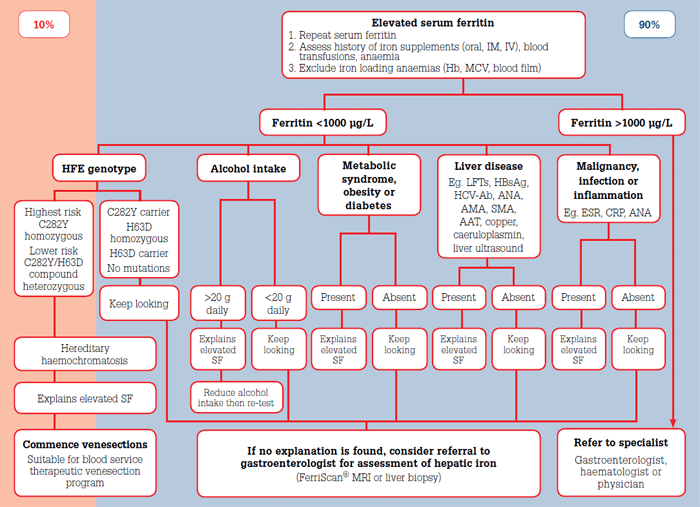 10%
Elevated serum ferritin
1. Repeat serum ferritin
2. Assess history of iron supplements (oral, IM, IV), blood
transfusions, anaemia
3. Exclude iron loading anaemias (Hb, MCV, blood film)
90%
Ferritin <1000 µg/L
Ferritin >1000 µg/L
HFE genotype
Alcohol intake
Metabolic
syndrome,
obesity or
diabetes
Liver disease
Eg. LFTs, HBsAg,
HCV-Ab, ANA,
AMA, SMA,
AAT, copper,
caeruloplasmin,
liver ultrasound
Malignancy,
infection or
inflammation
Eg. ESR, CRP, ANA
Highest risk
C282Y
homozygous
Lower risk
C282Y/H63D
compound
heterozygous
C282Y carrier
H63D
homozygous
H63D carrier
No mutations
Keep looking
>20 g
daily
<20 g
daily
Present
Absent
Present
Absent
Present
Absent
Hereditary
haemochromatosis
Explains
elevated
SF
Keep
looking
Explains
elevated
SF
Keep
looking
Explains
elevated
SF
Keep
looking
Explains
elevated
SF
Keep
looking
Explains elevated SF
Reduce alcohol
intake then re-test
Commence venesections
Suitable for blood service
therapeutic venesection
program
If no explanation is found, consider referral to
gastroenterologist for assessment of hepatic iron
(FerriScan® MRI or liver biopsy)
Refer to specialist
Gastroenterologist,
haematologist or
physician